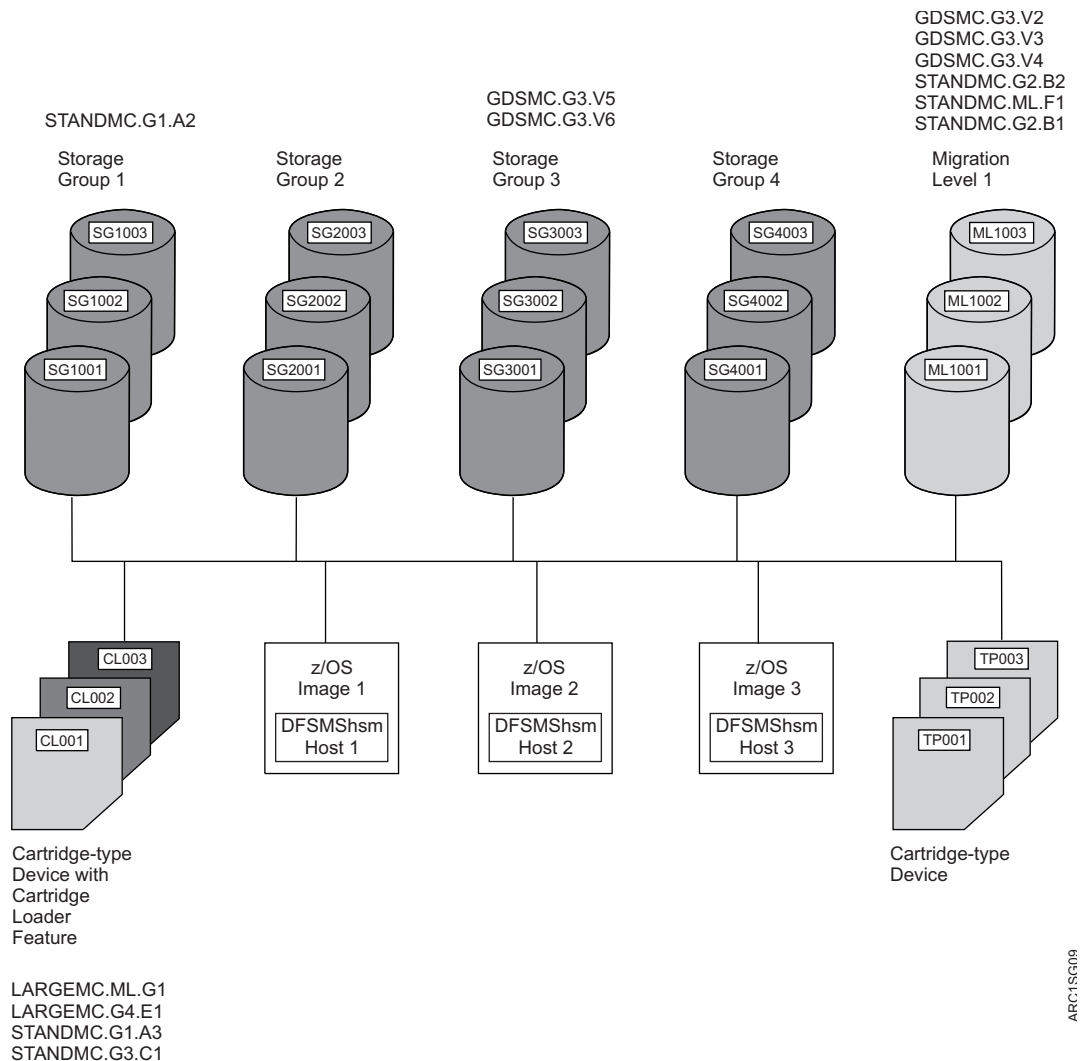 GDSMC.G3.V2
GDSMC.G3.V3
GDSMC.G3.V4
STANDMC.G2.B2
STANDMC.ML.F1
STANDMC.G2.B1
GDSMC.G3.V5
GDSMC.G3.V6
STANDMC.G1.A2
Storage
Group 1
Storage
Group 2
Storage
Group 3
Storage
Group 4
Migration
Level 1
SG1003
SG1002
SG1001
SG2003
SG2002
SG2001
SG3003
SG3002
SG3001
SG4003
SG4002
SG4001
ML1003
ML1002
ML1001
CL003
CL002
CL001
z/OS
Image 1
DFSMShsm
Host 1
z/OS
Image 2
DFSMShsm
Host 2
z/OS
Image 3
DFSMShsm
Host 3
TP003
TP002
TP001
Cartridge-type
Device with
Cartridge
Loader
Feature
Cartridge-type
Device
LARGEMC.ML.G1
LARGEMC.G4.E1
STANDMC.G1.A3
STANDMC.G3.C1
ARC1SG09